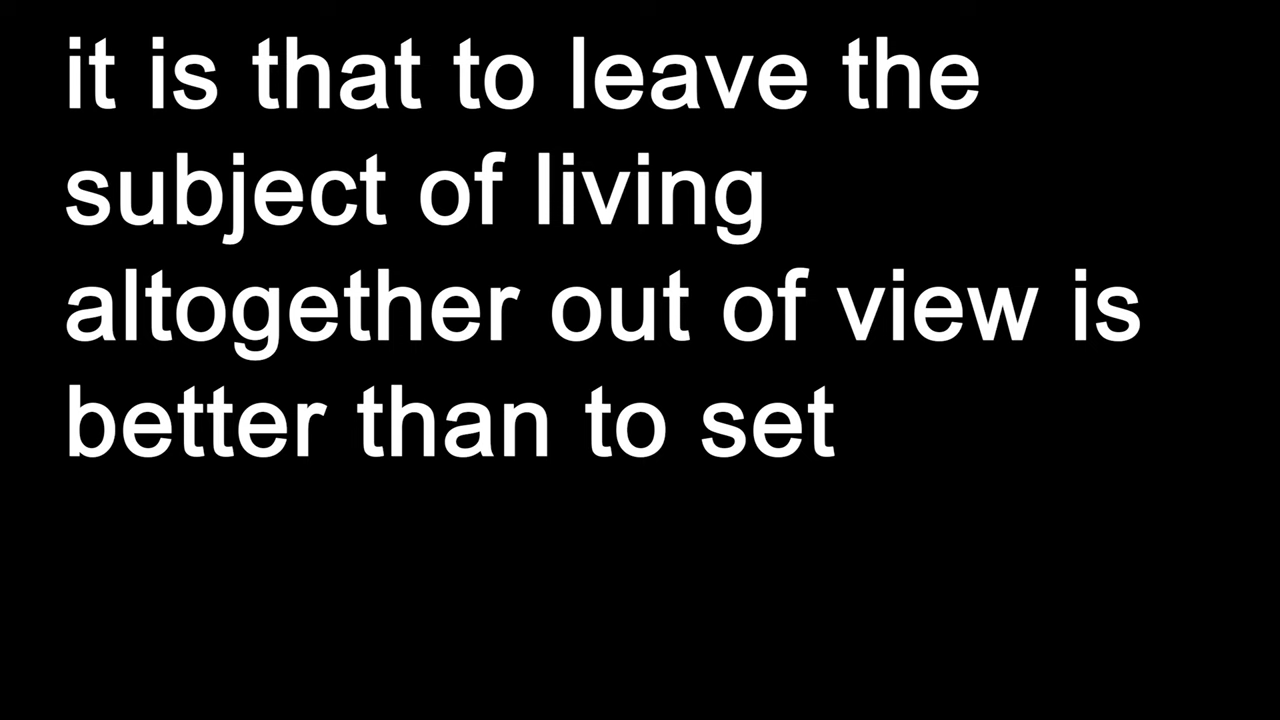 it is that to leave the
subject of living
altogether out of view is
better than to set